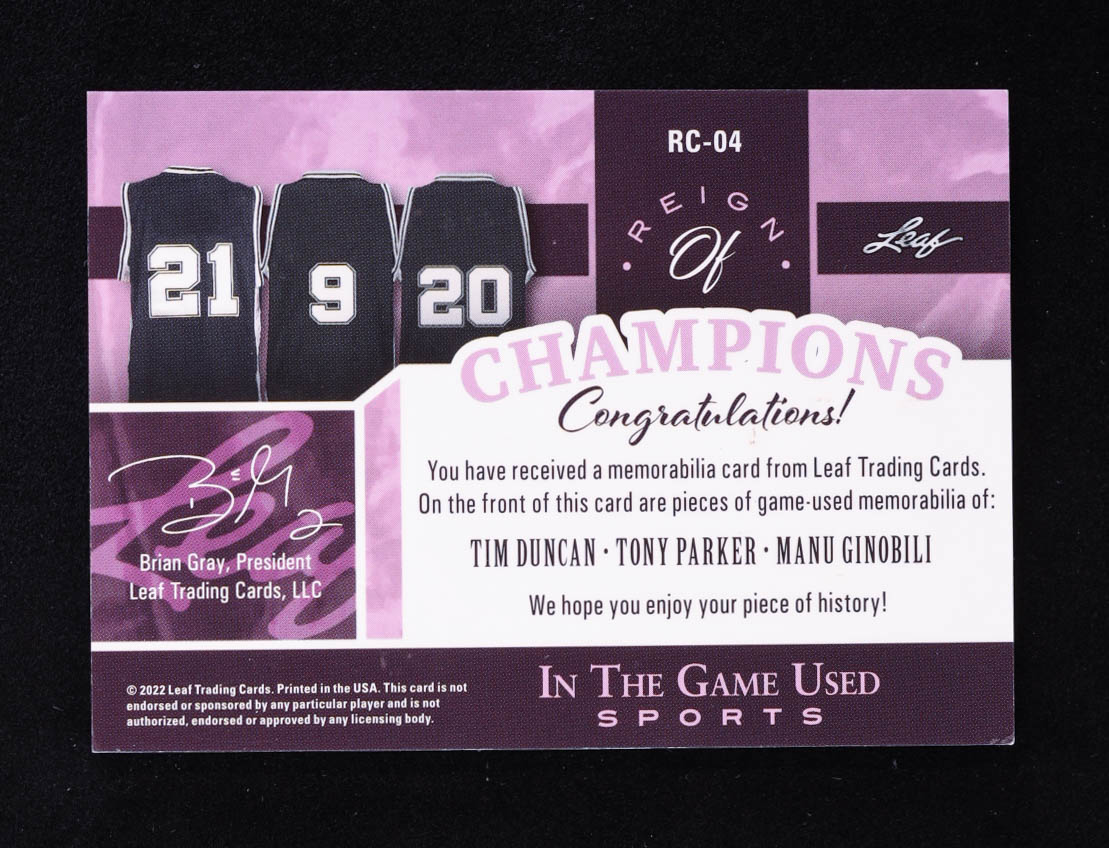 RC-04
REIGN
Of
CHAMPIONS
Leaf
21
9
20
Congratulations!
You have received a memorabilia card from Leaf Trading Cards.
On the front of this card are pieces of game-used memorabilia of:
TIM DUNCAN · TONY PARKER · MANU GINOBILI
We hope you enjoy your piece of history!
Leaf
Brian Gray, President
Leaf Trading Cards, LLC
© 2022 Leaf Trading Cards. Printed in the USA. This card is not
endorsed or sponsored by any particular player and is not
authorized, endorsed or approved by any licensing body.
IN THE GAME USED
SPORTS